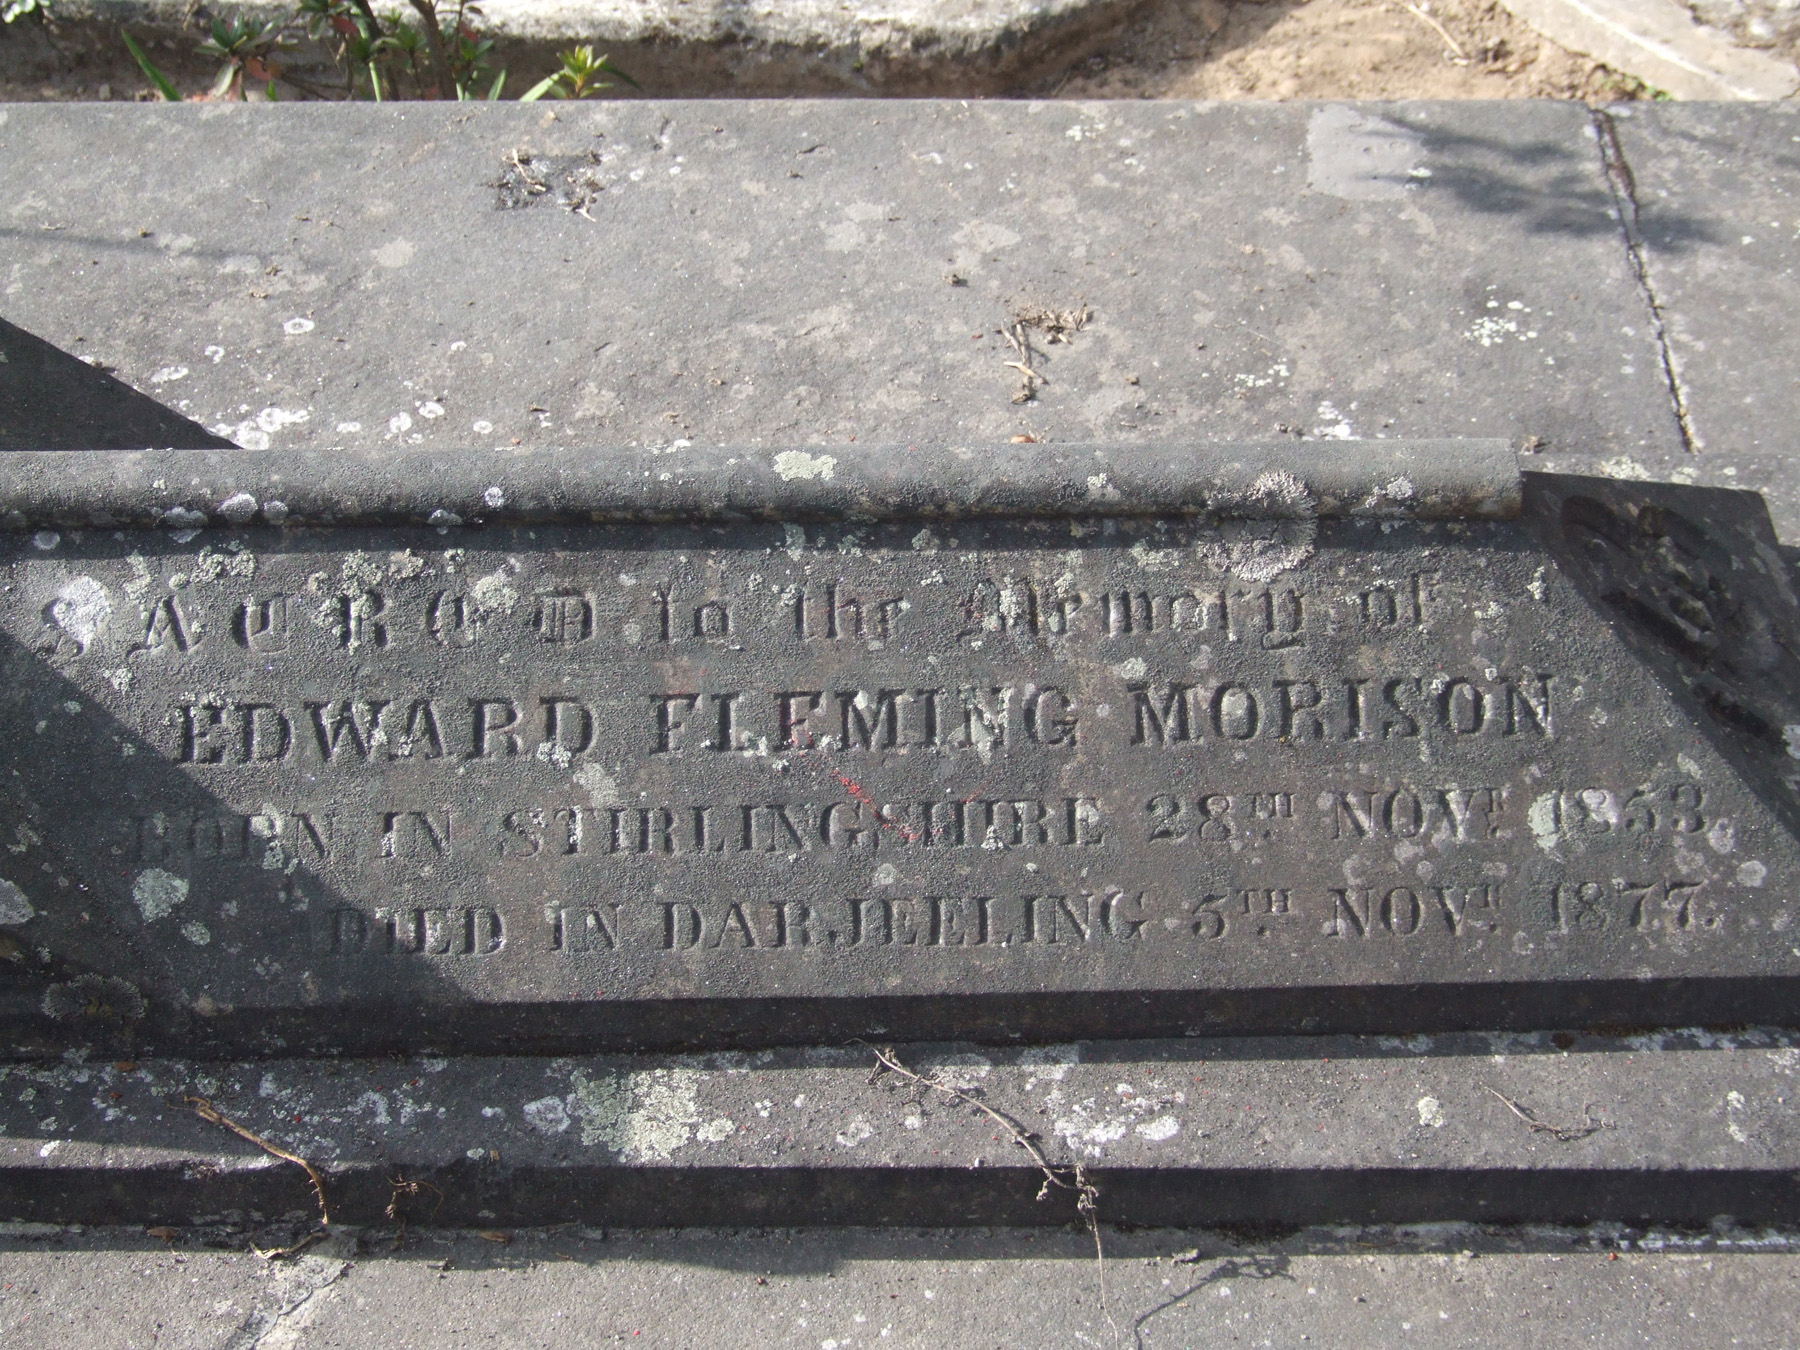 SACRED to the Memory of
EDWARD FLEMING MORISON
BORN IN STIRLINGSHIRE 28TH NOVR 1853
DIED IN DARJEELING 5TH NOVR 1877.